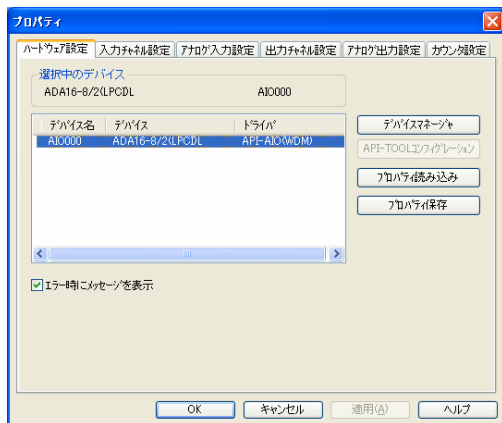 プロパティ
ハードウェア設定 入力チャネル設定 アナログ入力設定 出力チャネル設定 アナログ出力設定 カウンタ設定
選択中のデバイス
ADA16-8/2(LPCI)L AIO000
デバイス名 デバイス ドライバ
AIO000 ADA16-8/2(LPCI)L API-AIO(WDM)
デバイスマネージャ
API-TOOLコンフィグレーション
プロパティ読み込み
プロパティ保存
エラー時にメッセージを表示
OK キャンセル 適用(A) ヘルプ